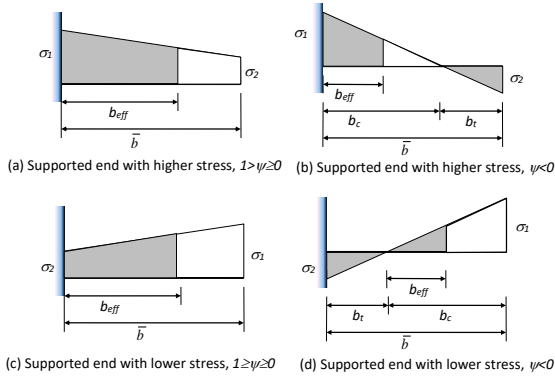 σ1
σ2
beff
b̄
(a) Supported end with higher stress, 1>ψ≥0
σ1
σ2
beff
bc
bt
b̄
(b) Supported end with higher stress, ψ<0
σ2
σ1
beff
b̄
(c) Supported end with lower stress, 1≥ψ≥0
σ1
σ2
beff
bt
bc
b̄
(d) Supported end with lower stress, ψ<0